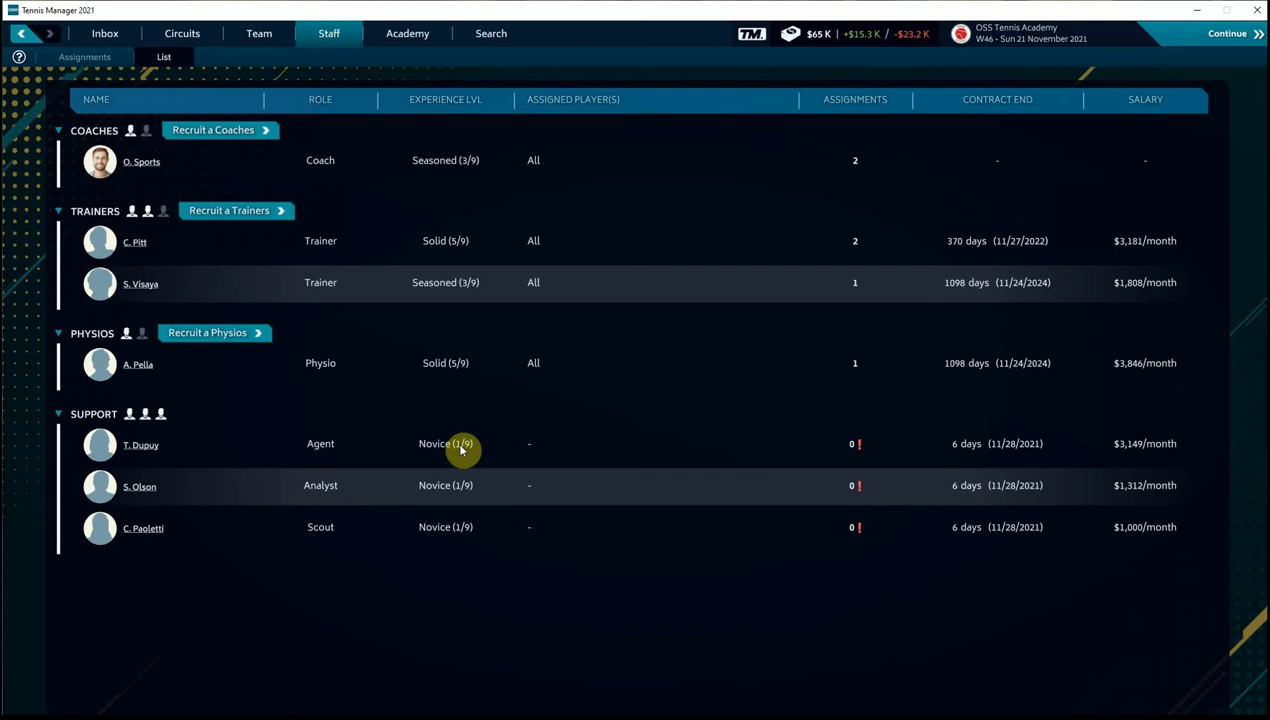 Tennis Manager 2021
Inbox Circuits Team Staff Academy Search TM. $65 K | +$15.3 K / -$23.2 K OSS Tennis Academy Continue
W46 - Sun 21 November 2021
Assignments List
NAME ROLE EXPERIENCE LVL ASSIGNED PLAYER(S) ASSIGNMENTS CONTRACT END SALARY
COACHES Recruit a Coaches
O. Sports Coach Seasoned (3/9) All 2 - -
TRAINERS Recruit a Trainers
C. Pitt Trainer Solid (5/9) All 2 370 days (11/27/2022) $3,181/month
S. Visaya Trainer Seasoned (3/9) All 1 1098 days (11/24/2024) $1,808/month
PHYSIOS Recruit a Physios
A. Pella Physio Solid (5/9) All 1 1098 days (11/24/2024) $3,846/month
SUPPORT
T. Dupuy Agent Novice (1/9) - 0 ! 6 days (11/28/2021) $3,149/month
S. Olson Analyst Novice (1/9) - 0 ! 6 days (11/28/2021) $1,312/month
C. Paoletti Scout Novice (1/9) - 0 ! 6 days (11/28/2021) $1,000/month